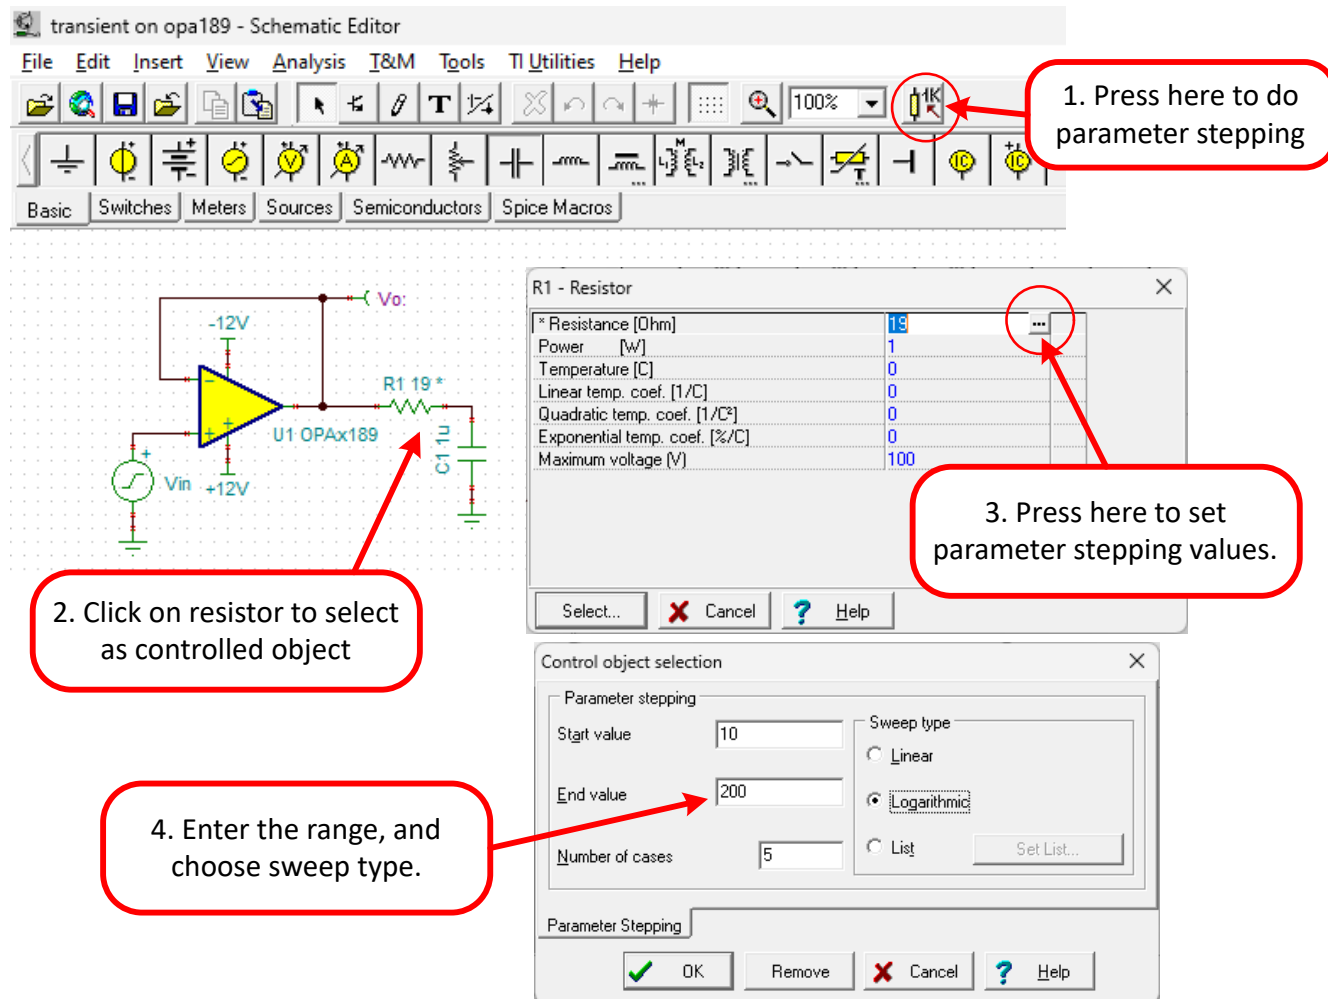 transient on opa189 - Schematic Editor
File Edit Insert View Analysis T&M Tools TI Utilities Help
100%
1K
1. Press here to do
parameter stepping
Basic Switches Meters Sources Semiconductors Spice Macros
Vo:
-12V
R1 19 *
U1 OPAx189
C1 1u
Vin
+12V
2. Click on resistor to select
as controlled object
R1 - Resistor
* Resistance [Ohm] 19 ...
Power [W] 1
Temperature [C] 0
Linear temp. coef. [1/C] 0
Quadratic temp. coef. [1/C²] 0
Exponential temp. coef. [%/C] 0
Maximum voltage (V) 100
3. Press here to set
parameter stepping values.
Select... Cancel Help
Control object selection
Parameter stepping
Start value 10
End value 200
Number of cases 5
Sweep type
Linear
Logarithmic
List Set List...
4. Enter the range, and
choose sweep type.
Parameter Stepping
OK Remove Cancel Help